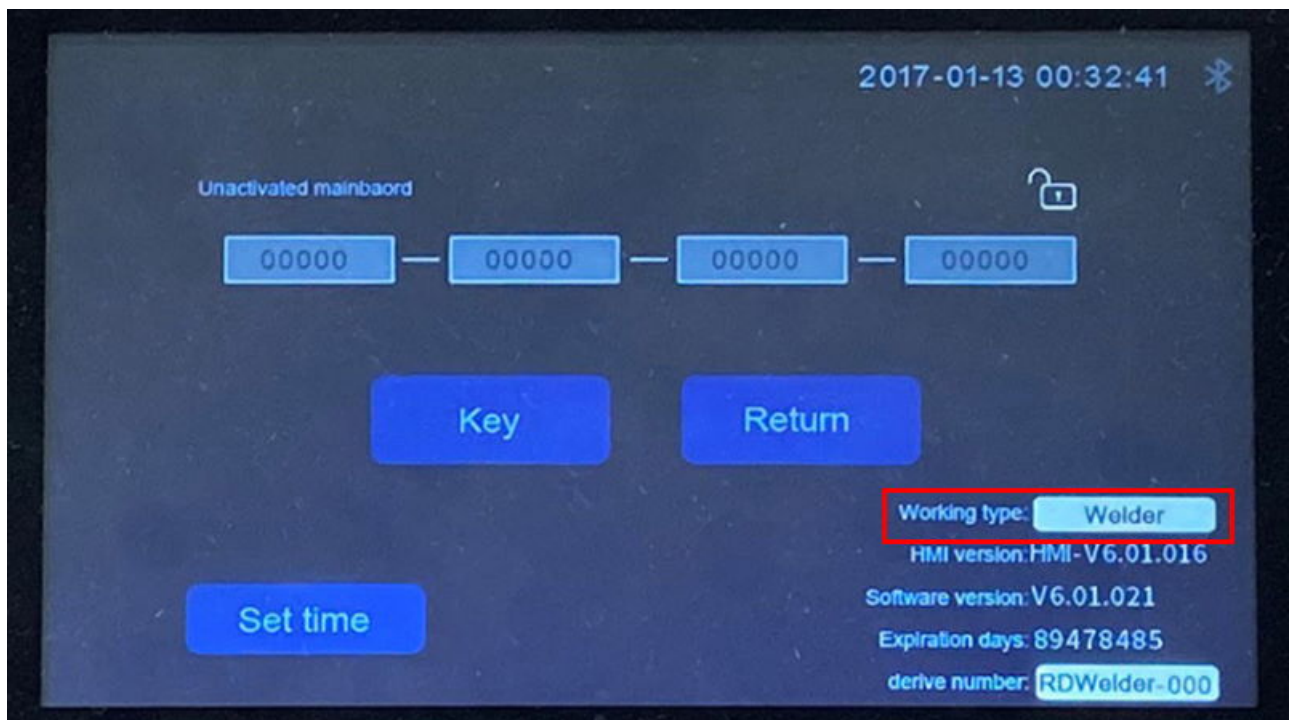 2017-01-13 00:32:41
Unactivated mainbaord
00000 — 00000 — 00000 — 00000
Key
Return
Working type: Welder
HMI version: HMI-V6.01.016
Set time
Software version: V6.01.021
Expiration days: 89478485
derive number: RDWelder-000